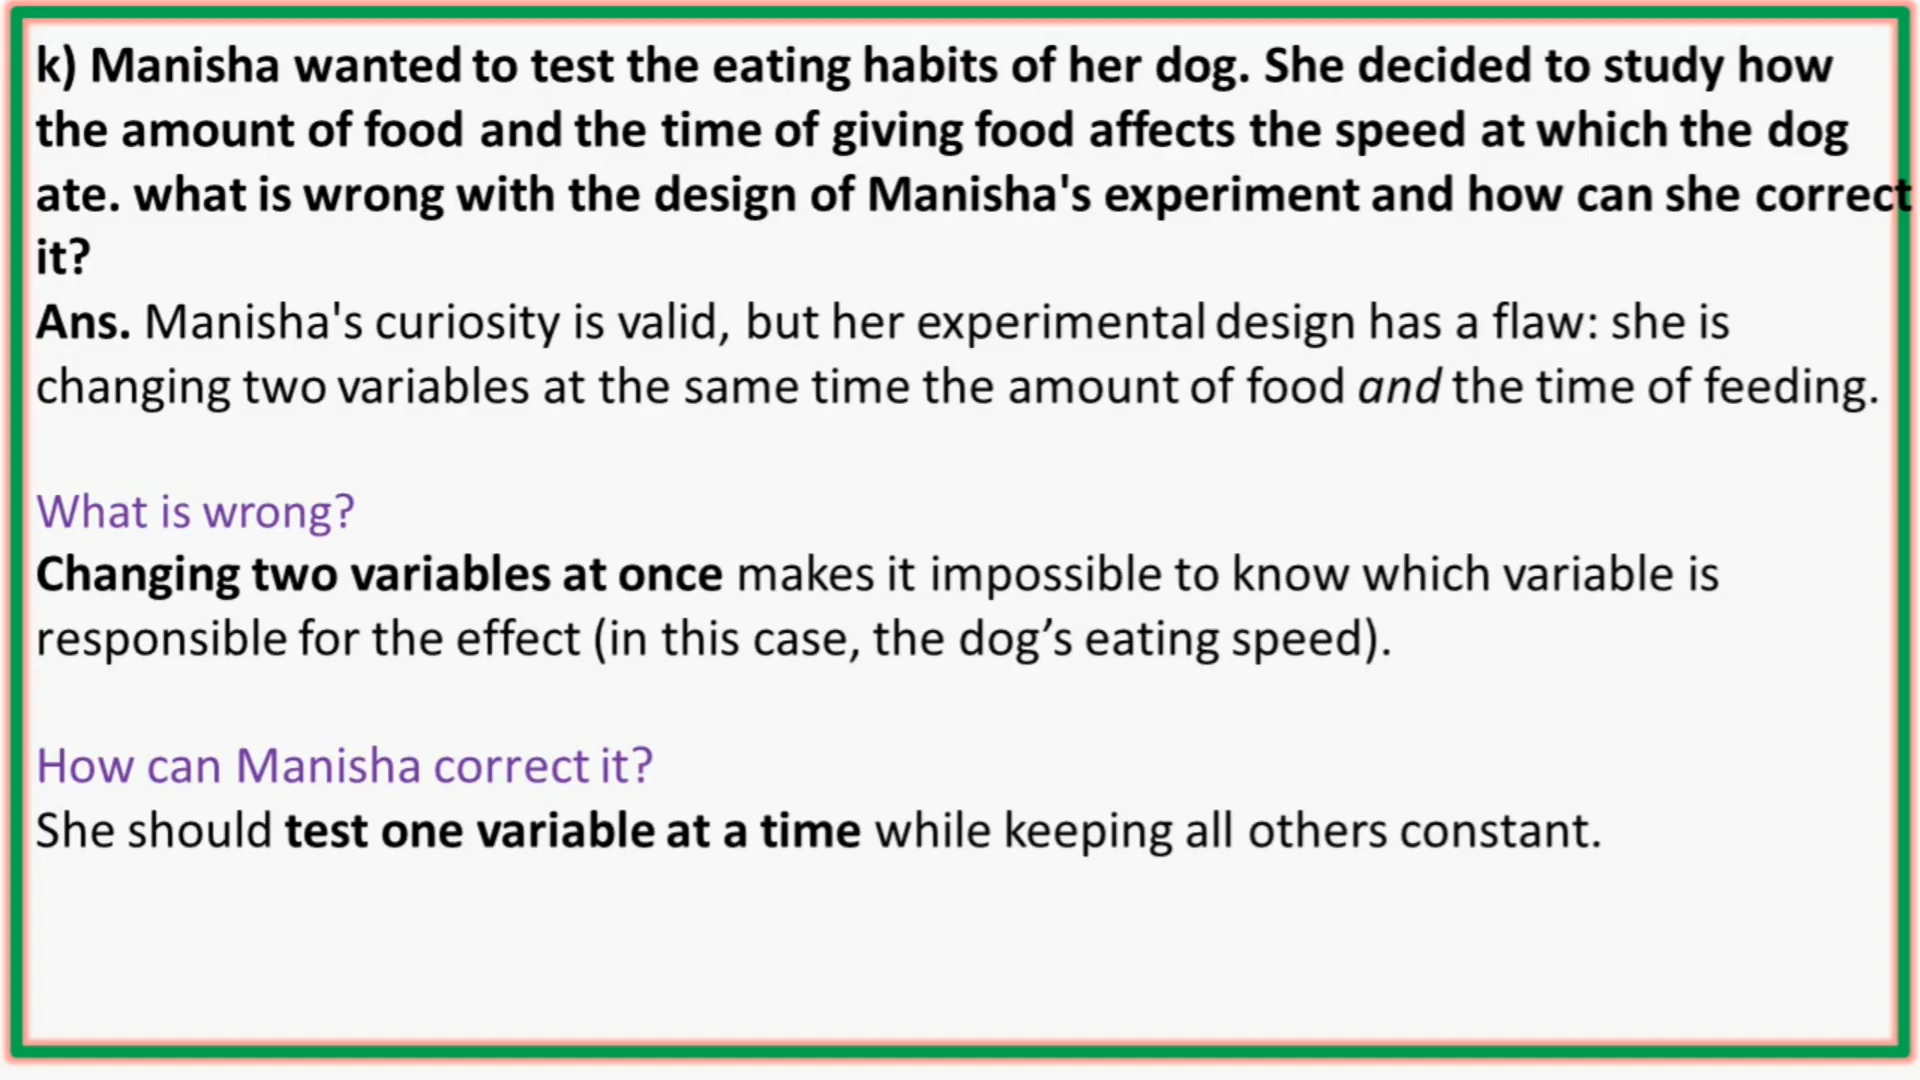 k) Manisha wanted to test the eating habits of her dog. She decided to study how
the amount of food and the time of giving food affects the speed at which the dog
ate. what is wrong with the design of Manisha's experiment and how can she correct
it?
Ans. Manisha's curiosity is valid, but her experimental design has a flaw: she is
changing two variables at the same time the amount of food and the time of feeding.
What is wrong?
Changing two variables at once makes it impossible to know which variable is
responsible for the effect (in this case, the dog’s eating speed).
How can Manisha correct it?
She should test one variable at a time while keeping all others constant.